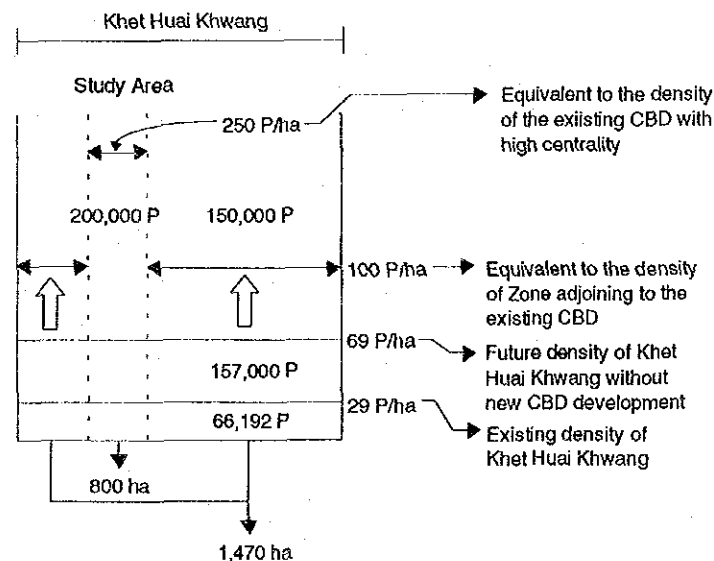 Khet Huai Khwang
Study Area
250 P/ha
Equivalent to the density
of the exiisting CBD with
high centrality
200,000 P
150,000 P
100 P/ha
Equivalent to the density
of Zone adjoining to the
existing CBD
69 P/ha
Future density of Khet
Huai Khwang without
new CBD development
157,000 P
29 P/ha
66,192 P
Existing density of
Khet Huai Khwang
800 ha
1,470 ha